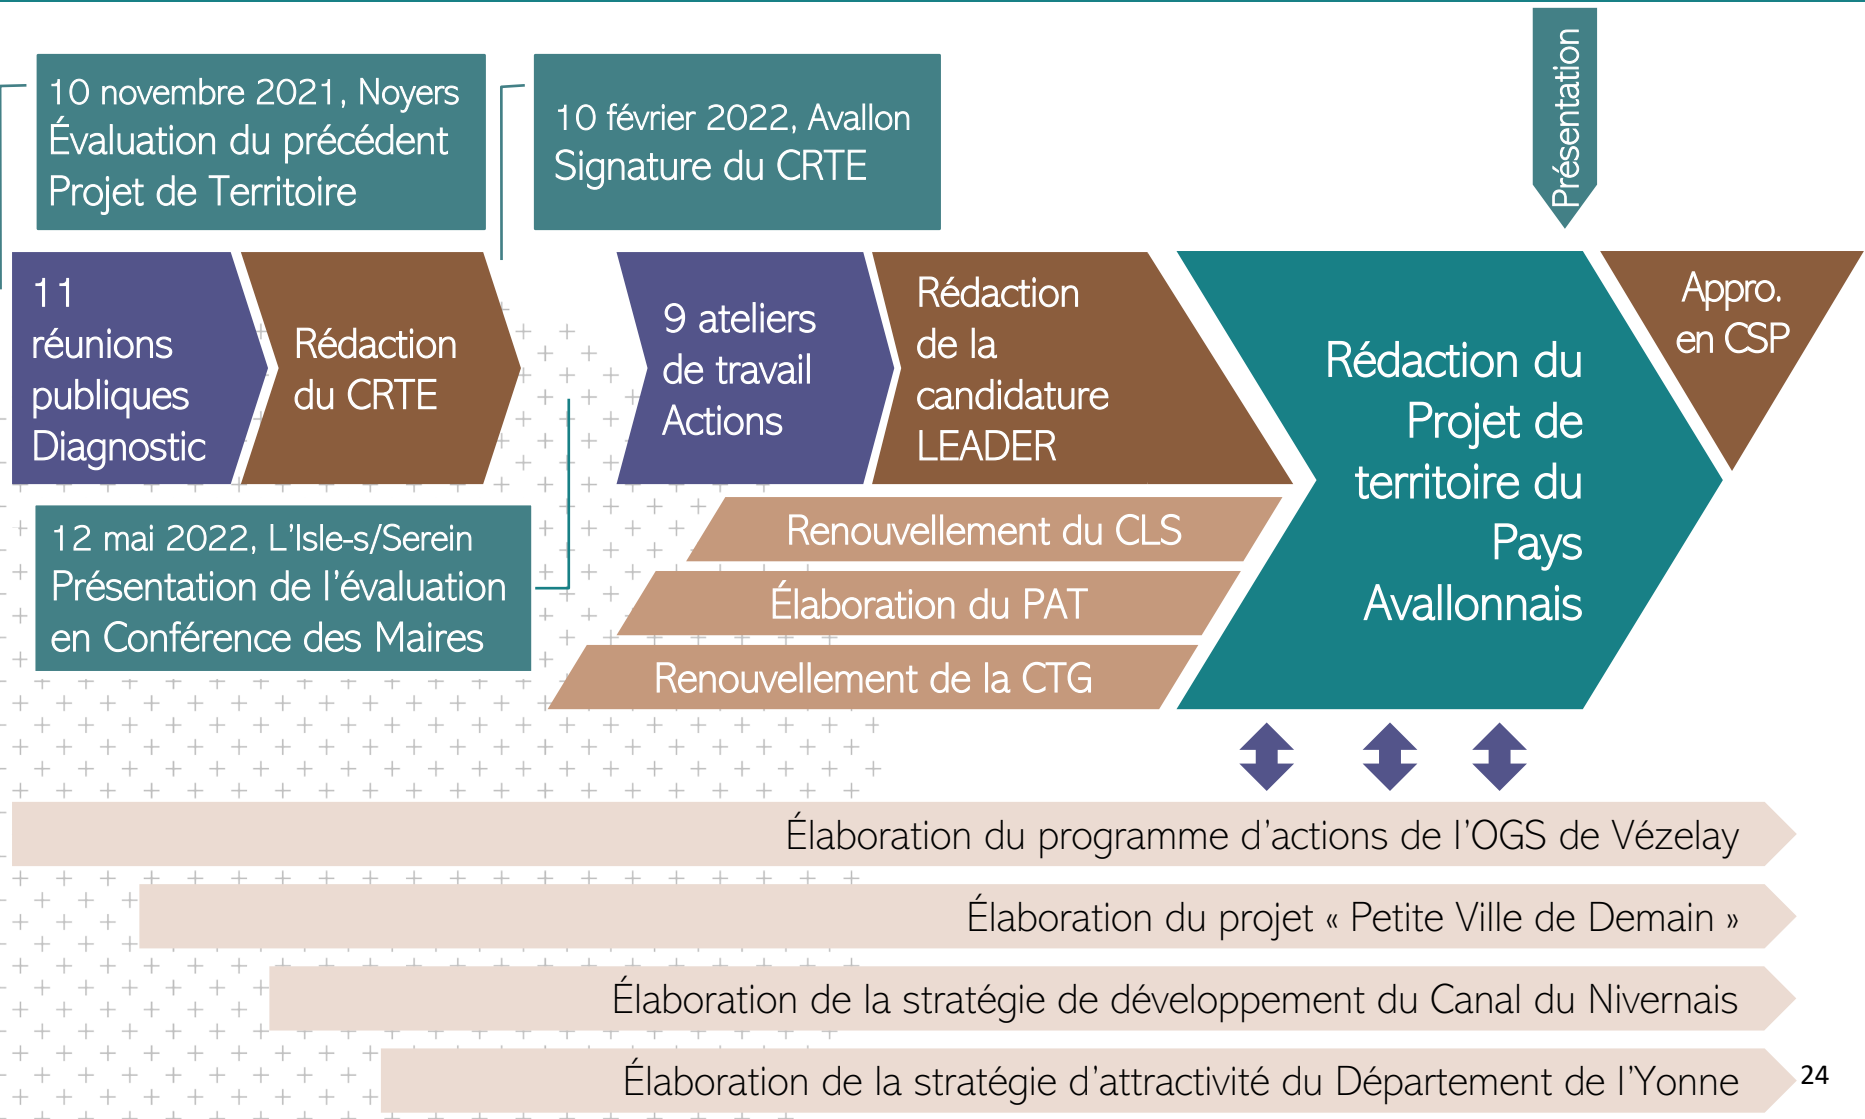 Présentation
10 novembre 2021, Noyers
Évaluation du précédent
Projet de Territoire
10 février 2022, Avallon
Signature du CRTE
11
réunions
publiques
Diagnostic
Rédaction
du CRTE
9 ateliers
de travail
Actions
Rédaction
de la
candidature
LEADER
Rédaction du
Projet de
territoire du
Pays
Avallonnais
Appro.
en CSP
12 mai 2022, L'Isle-s/Serein
Présentation de l'évaluation
en Conférence des Maires
Renouvellement du CLS
Élaboration du PAT
Renouvellement de la CTG
Élaboration du programme d'actions de l'OGS de Vézelay
Élaboration du projet « Petite Ville de Demain »
Élaboration de la stratégie de développement du Canal du Nivernais
Élaboration de la stratégie d'attractivité du Département de l'Yonne
24